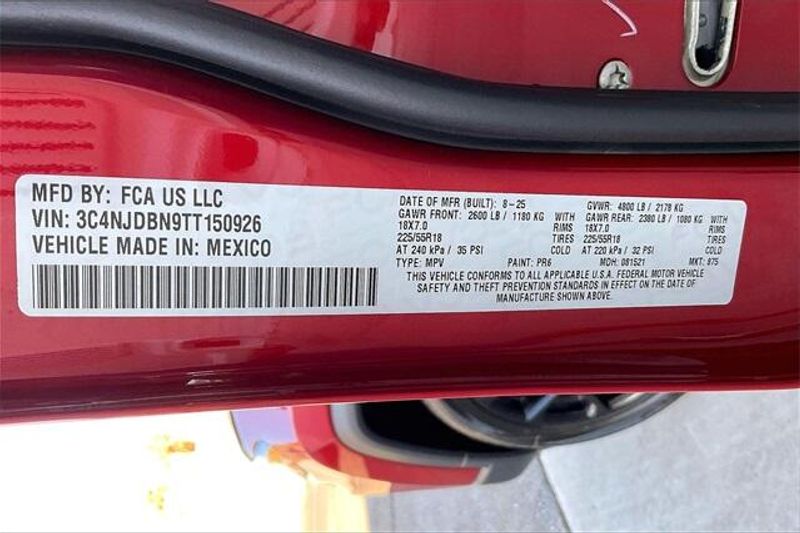 MFD BY: FCA US LLC
VIN: 3C4NJDBN9TT150926
VEHICLE MADE IN: MEXICO
DATE OF MFR (BUILT): 8-25 GVWR: 4800 LB / 2178 KG
GAWR FRONT: 2600 LB / 1180 KG WITH GAWR REAR: 2380 LB / 1080 KG WITH
18X7.0 RIMS 18X7.0 RIMS
225/55R18 TIRES 225/55R18 TIRES
AT 240 kPa / 35 PSI COLD AT 220 kPa / 32 PSI COLD
TYPE: MPV PAINT: PR6 MDH: 081521 MKT: 875
THIS VEHICLE CONFORMS TO ALL APPLICABLE U.S.A. FEDERAL MOTOR VEHICLE
SAFETY AND THEFT PREVENTION STANDARDS IN EFFECT ON THE DATE OF
MANUFACTURE SHOWN ABOVE.